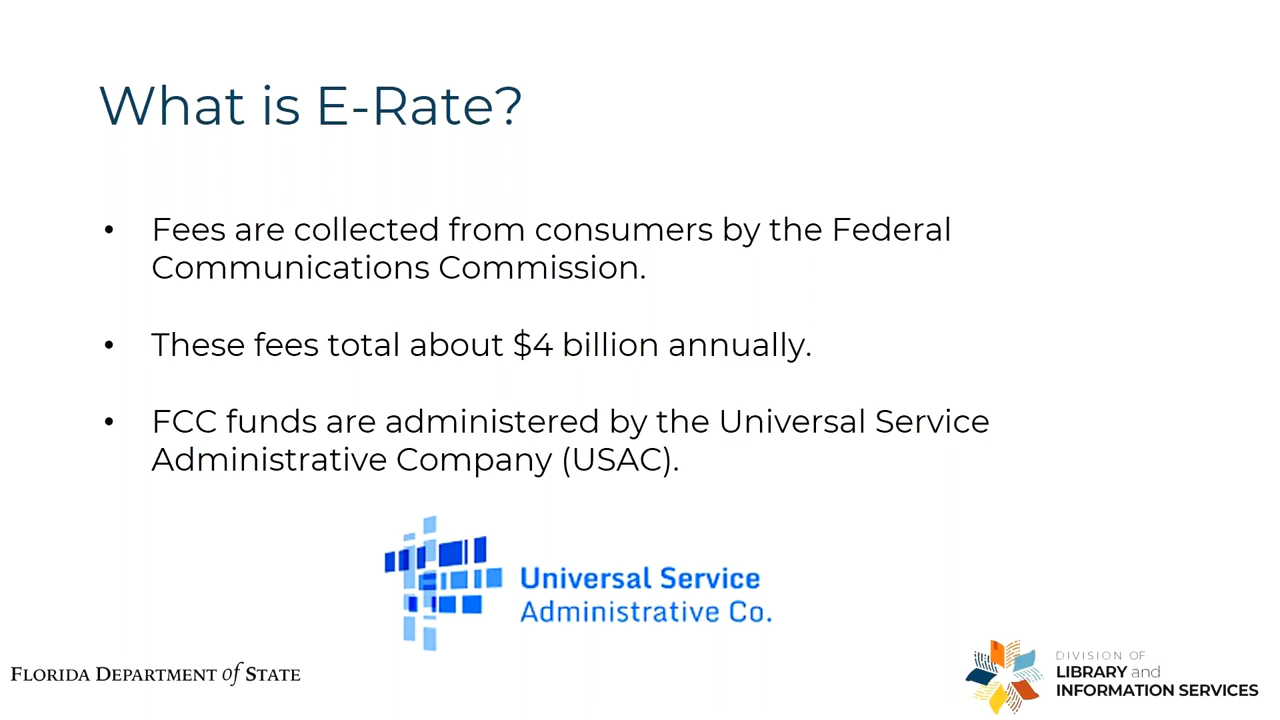 What is E-Rate?
• Fees are collected from consumers by the Federal
Communications Commission.
• These fees total about $4 billion annually.
• FCC funds are administered by the Universal Service
Administrative Company (USAC).
Universal Service
Administrative Co.
FLORIDA DEPARTMENT of STATE
DIVISION OF
LIBRARY and
INFORMATION SERVICES